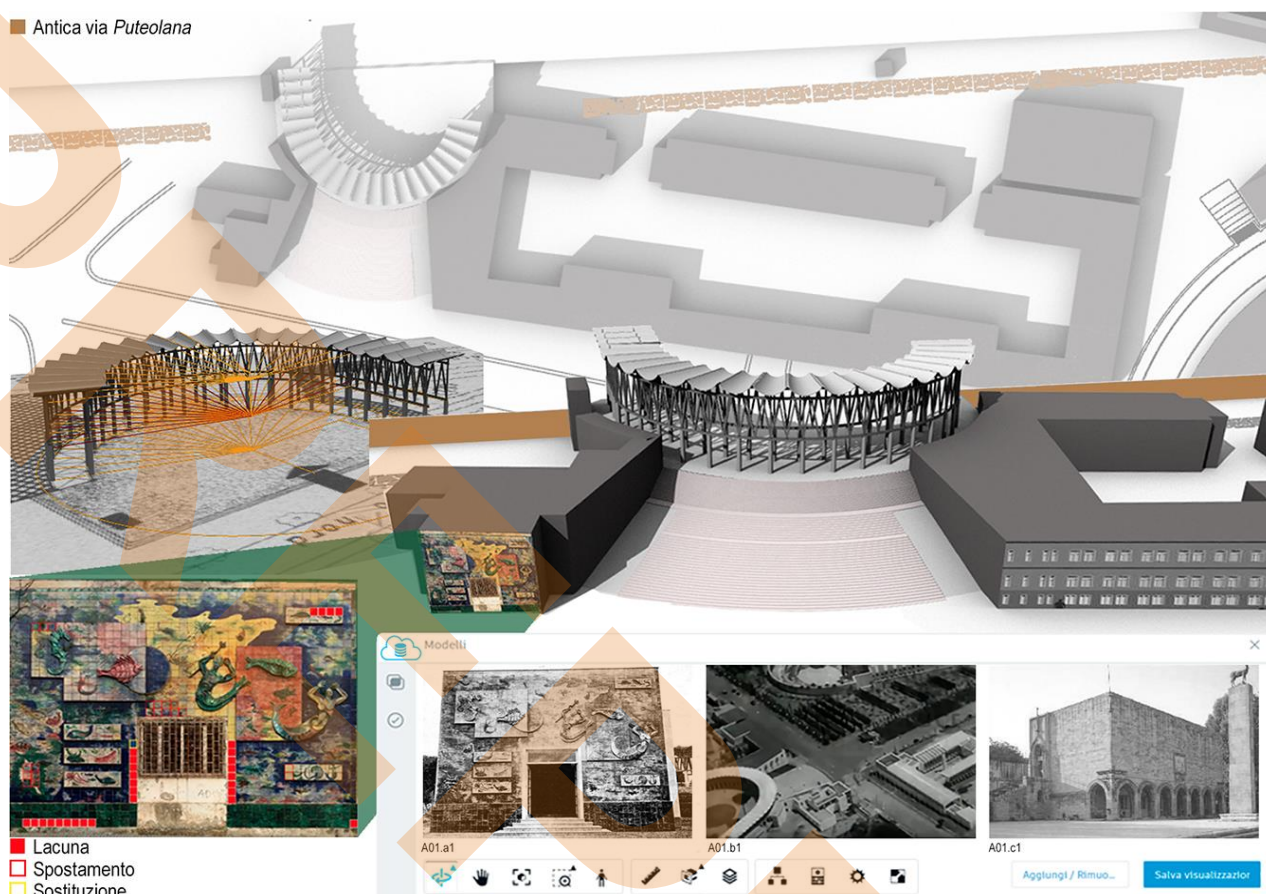 Antica via Puteolana
Modelli
A01.a1
A01.b1
A01.c1
Aggiungi / Rimuo...
Salva visualizzazior
Lacuna
Spostamento
Sostituzione